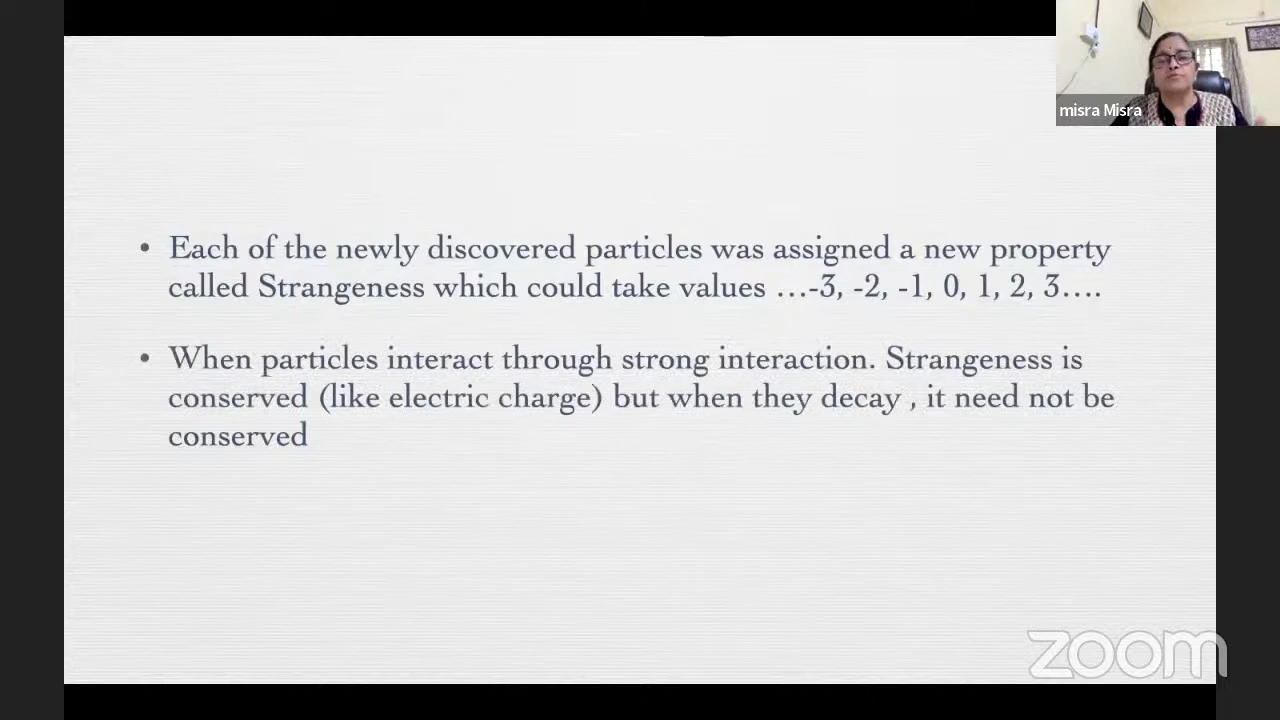 misra Misra
• Each of the newly discovered particles was assigned a new property
called Strangeness which could take values …-3, -2, -1, 0, 1, 2, 3….
• When particles interact through strong interaction. Strangeness is
conserved (like electric charge) but when they decay , it need not be
conserved
zoom